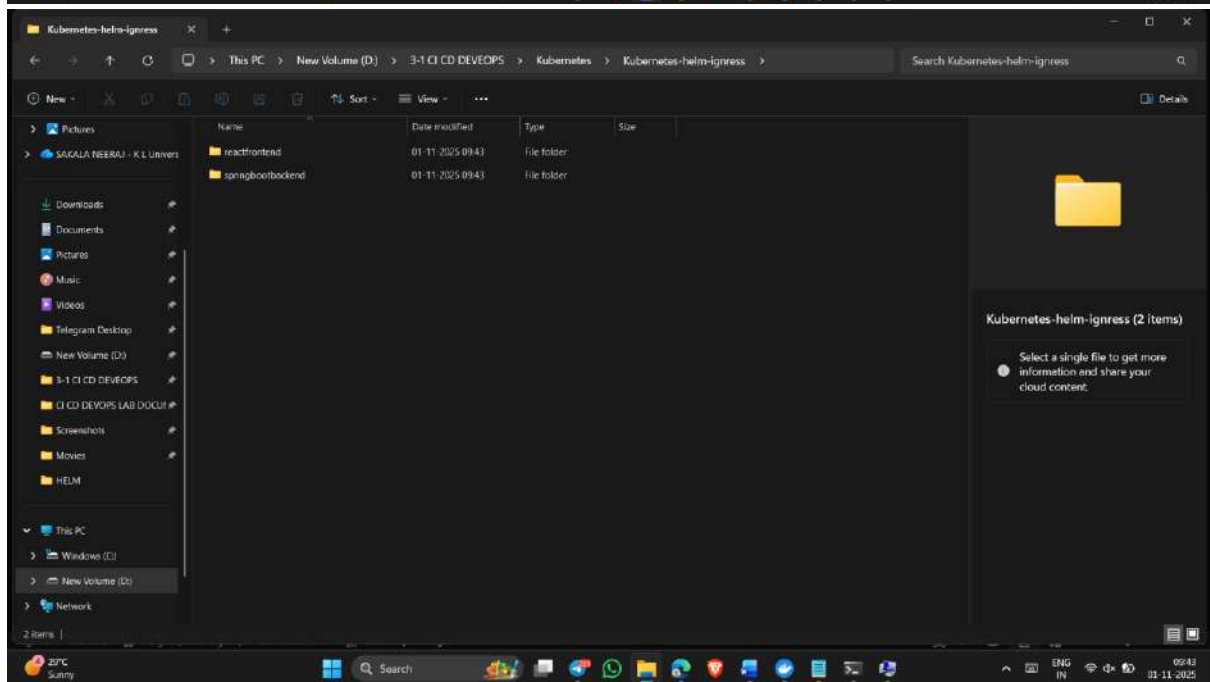 Kubernetes-helm-ignress
This PC > New Volume (D:) > 3-1 CI CD DEVEOPS > Kubernetes > Kubernetes-helm-ignress >
Search Kubernetes-helm-ignress
New
Sort
View
Details
Pictures
SAKALA NEERAJ - K L Univers
Downloads
Documents
Pictures
Music
Videos
Telegram Desktop
New Volume (D:)
3-1 CI CD DEVEOPS
CI CD DEVOPS LAB DOCU
Screenshots
Movies
HELM
This PC
Windows (C:)
New Volume (D:)
Network
Name Date modified Type Size
reactfrontend 01-11-2025 09:43 File folder
springbootbackend 01-11-2025 09:43 File folder
Kubernetes-helm-ignress (2 items)
Select a single file to get more
information and share your
cloud content.
2 items
29°C
Sunny
Search
ENG
IN
09:43
01-11-2025